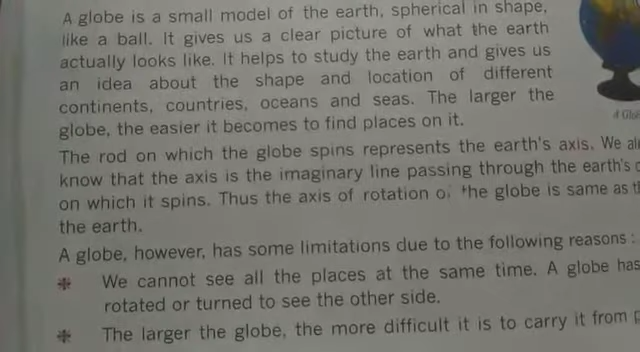 A globe is a small model of the earth, spherical in shape,
like a ball. It gives us a clear picture of what the earth
actually looks like. It helps to study the earth and gives us
an idea about the shape and location of different
continents, countries, oceans and seas. The larger the
globe, the easier it becomes to find places on it.
A
The rod on which the globe spins represents the earth's axis. We
know that the axis is the imaginary line passing through the earth's
on which it spins. Thus the axis of rotation the globe is same as
the earth.
A globe, however, has some limitations due to the following reasons :
We cannot see all the places at the same time. A globe has
rotated or turned to see the other side.
The larger the globe, the more difficult it is to carry it from